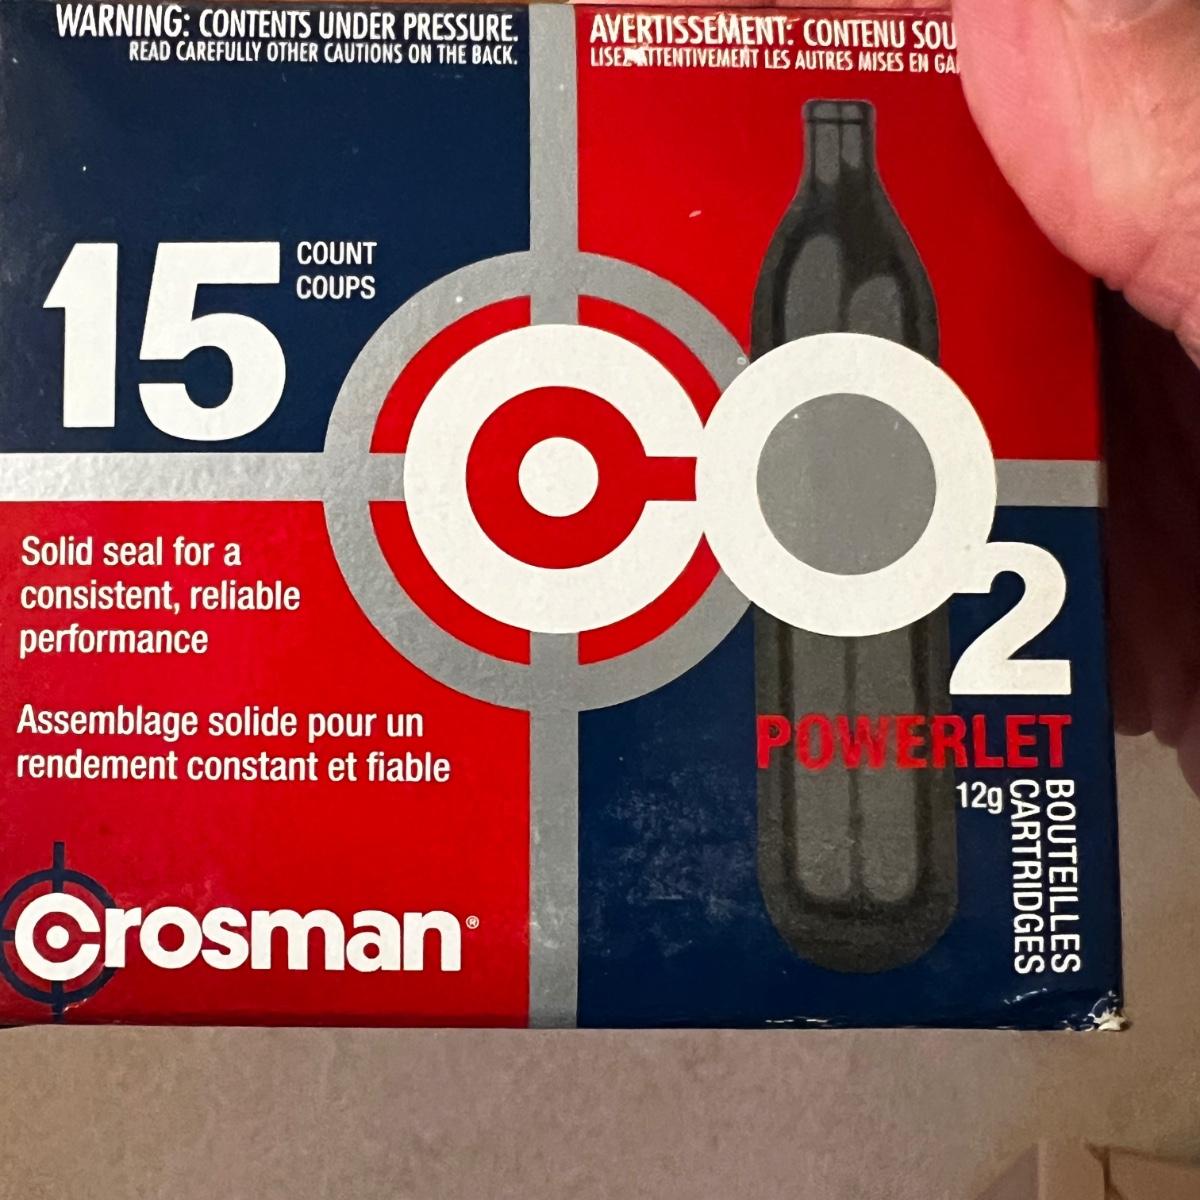 WARNING: CONTENTS UNDER PRESSURE.
READ CAREFULLY OTHER CAUTIONS ON THE BACK.
AVERTISSEMENT: CONTENU
LISEZ ATTENTIVEMENT LES AUTRES MISES EN
15
COUNT
COUPS
CO2
POWERLET
12g
CARTRIDGES
BOUTEILLES
Solid seal for a
consistent, reliable
performance
Assemblage solide pour un
rendement constant et fiable
Crosman®